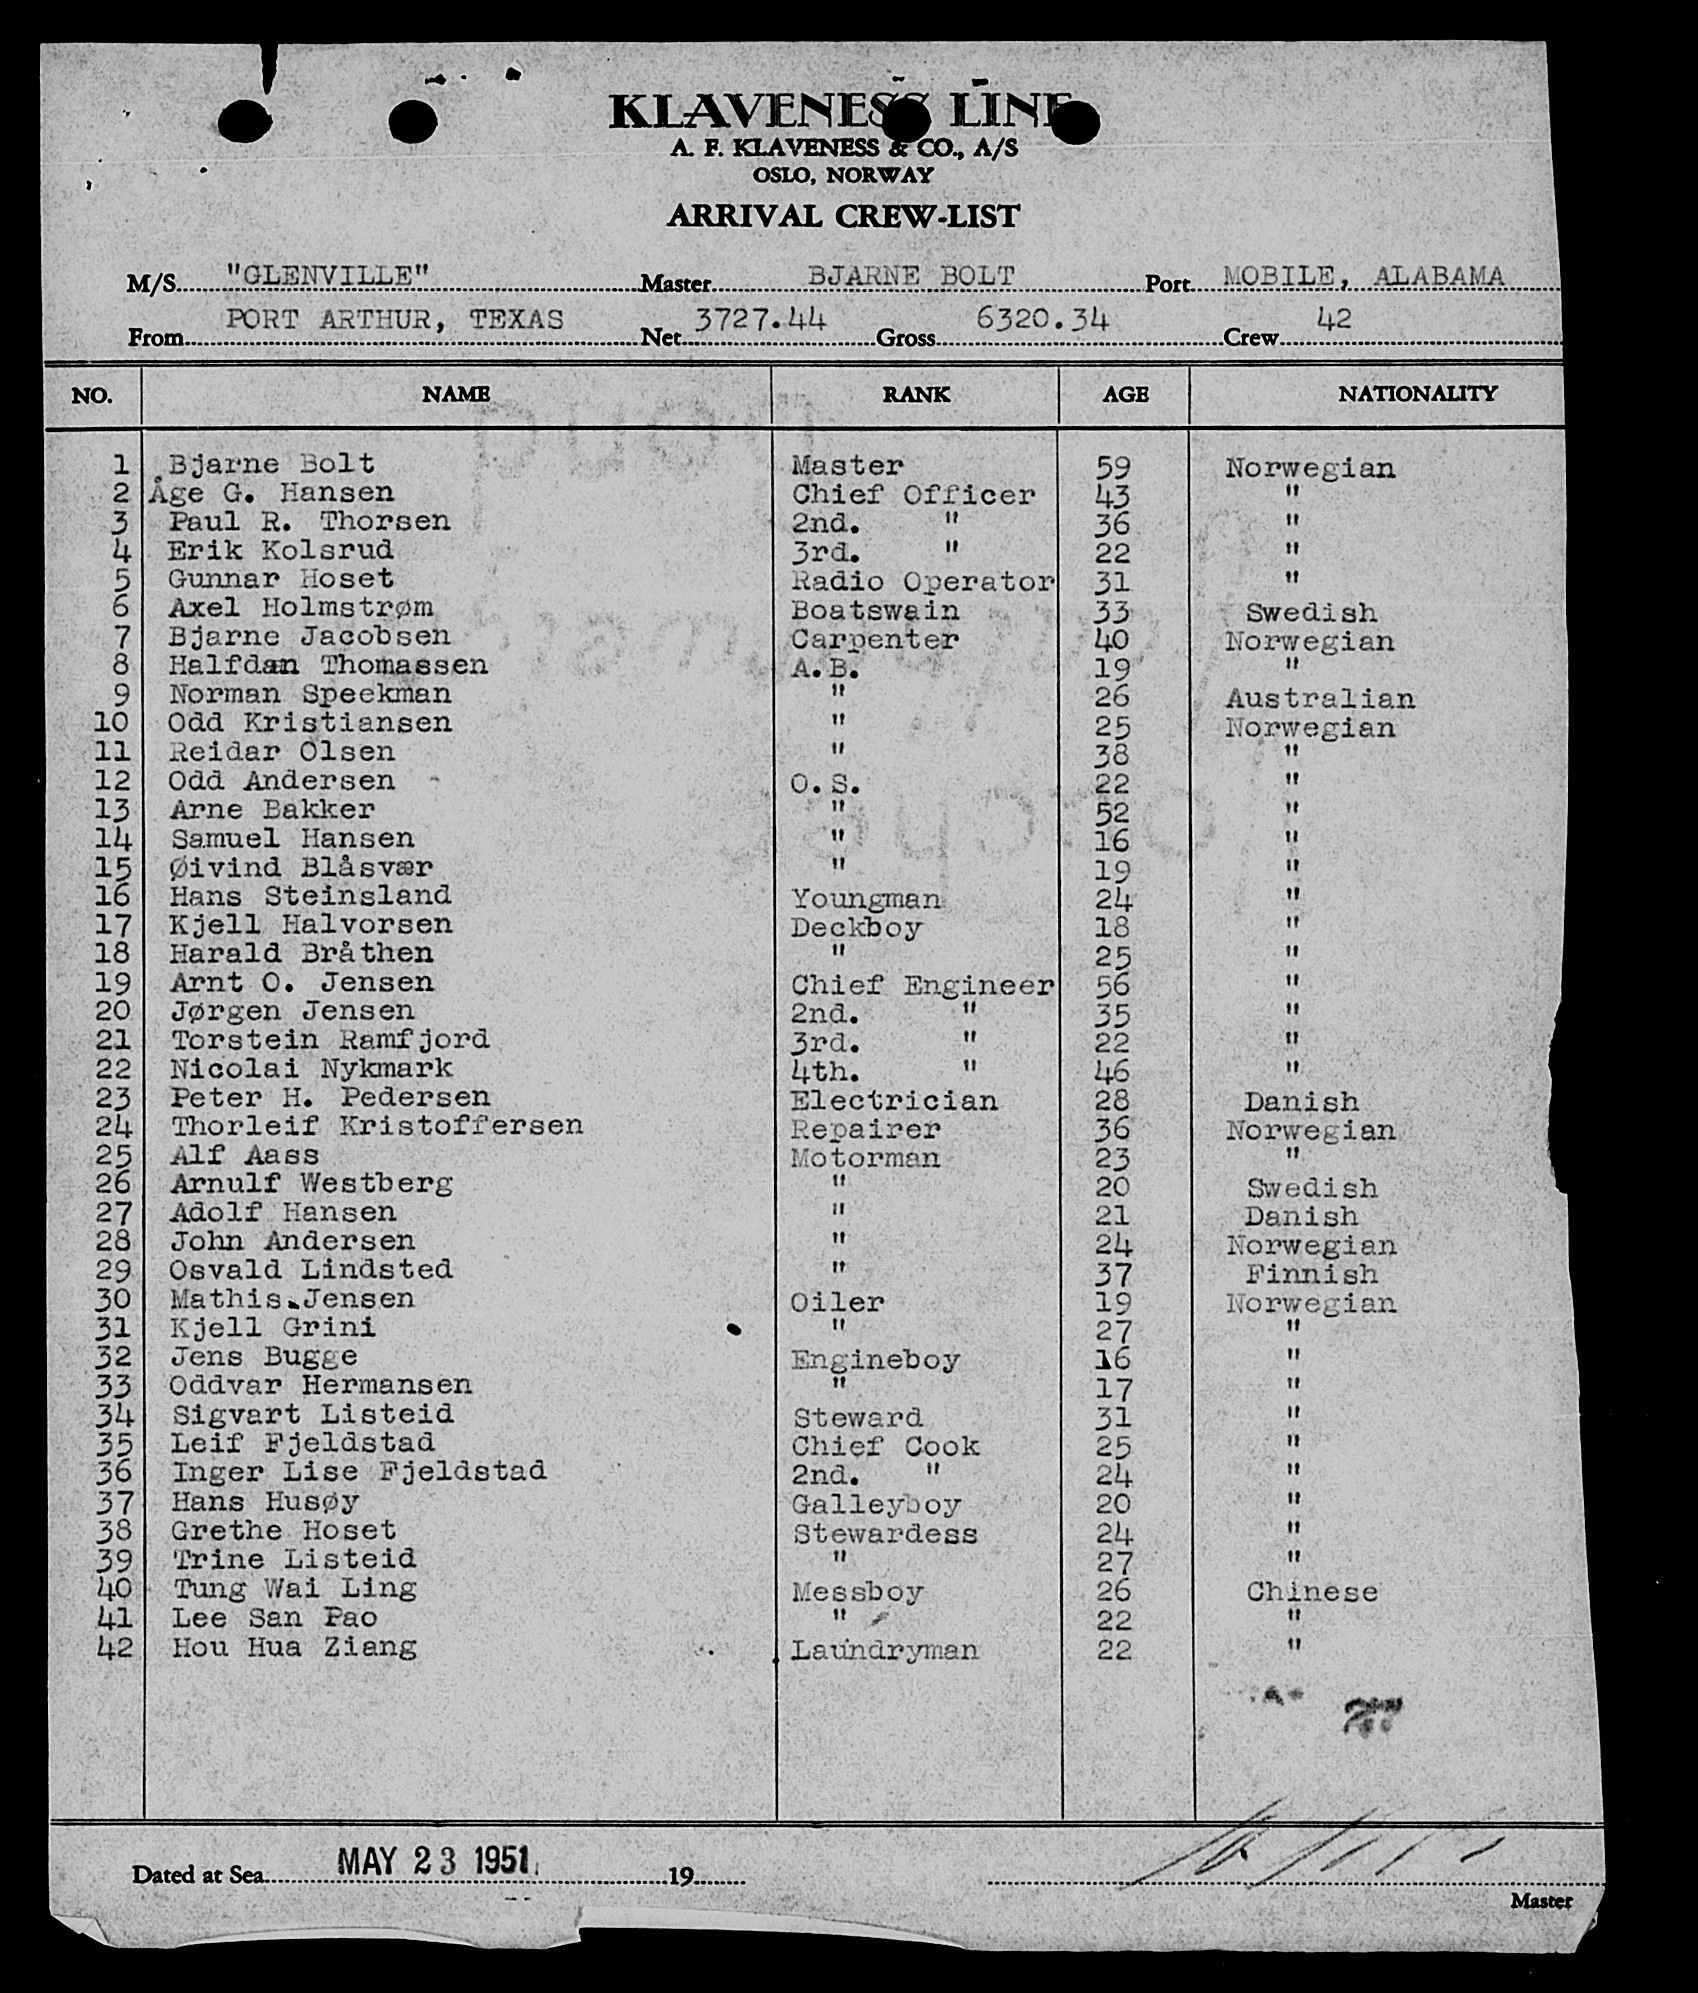 KLAVENESS LINE
A. F. KLAVENESS & CO., A/S
OSLO, NORWAY
ARRIVAL CREW-LIST
M/S "GLENVILLE" Master BJARNE BOLT Port MOBILE, ALABAMA
From PORT ARTHUR, TEXAS Net 3727.44 Gross 6320.34 Crew 42
NO. NAME RANK AGE NATIONALITY
1 Bjarne Bolt Master 59 Norwegian
2 Åge G. Hansen Chief Officer 43 "
3 Paul R. Thorsen 2nd. " 36 "
4 Erik Kolsrud 3rd. " 22 "
5 Gunnar Hoset Radio Operator 31 "
6 Axel Holmstrøm Boatswain 33 Swedish
7 Bjarne Jacobsen Carpenter 40 Norwegian
8 Halfdan Thomassen A.B. 19 "
9 Norman Speekman " 26 Australian
10 Odd Kristiansen " 25 Norwegian
11 Reidar Olsen " 38 "
12 Odd Andersen O.S. 22 "
13 Arne Bakker " 52 "
14 Samuel Hansen " 16 "
15 Øivind Blåsvær " 19 "
16 Hans Steinsland Youngman 24 "
17 Kjell Halvorsen Deckboy 18 "
18 Harald Bråthen " 25 "
19 Arnt O. Jensen Chief Engineer 56 "
20 Jørgen Jensen 2nd. " 35 "
21 Torstein Ramfjord 3rd. " 22 "
22 Nicolai Nykmark 4th. " 46 "
23 Peter H. Pedersen Electrician 28 Danish
24 Thorleif Kristoffersen Repairer 36 Norwegian
25 Alf Aass Motorman 23 "
26 Arnulf Westberg " 20 Swedish
27 Adolf Hansen " 21 Danish
28 John Andersen " 24 Norwegian
29 Osvald Lindsted " 37 Finnish
30 Mathis Jensen Oiler 19 Norwegian
31 Kjell Grini " 27 "
32 Jens Bugge Engineboy 16 "
33 Oddvar Hermansen " 17 "
34 Sigvart Listeid Steward 31 "
35 Leif Fjeldstad Chief Cook 25 "
36 Inger Lise Fjeldstad 2nd. " 24 "
37 Hans Husøy Galleyboy 20 "
38 Grethe Hoset Stewardess 24 "
39 Trine Listeid " 27 "
40 Tung Wai Ling Messboy 26 Chinese
41 Lee San Pao " 22 "
42 Hou Hua Ziang Laundryman 22 "
Dated at Sea MAY 23 1951 19
Master